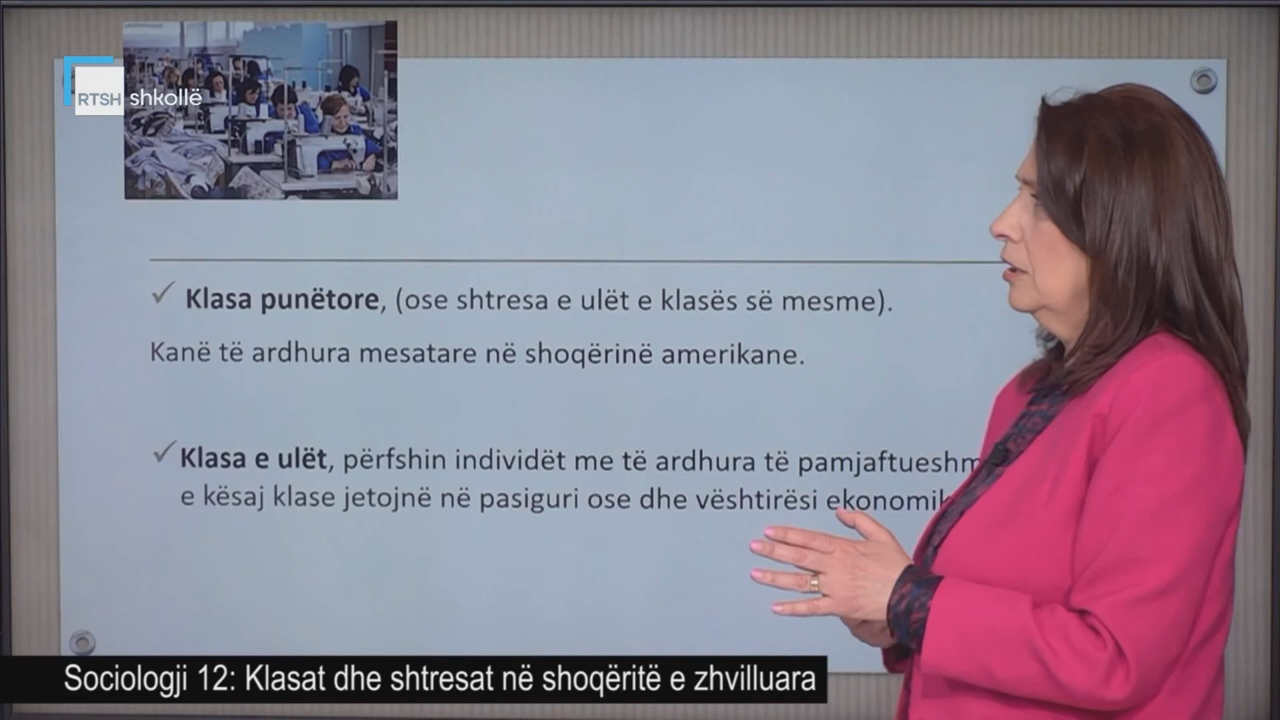 RTSH shkollë
✓ Klasa punëtore, (ose shtresa e ulët e klasës së mesme).
Kanë të ardhura mesatare në shoqërinë amerikane.
✓ Klasa e ulët, përfshin individët me të ardhura të
e kësaj klase jetojnë në pasiguri ose dhe vështirësi
Sociologji 12: Klasat dhe shtresat në shoqëritë e zhvilluara